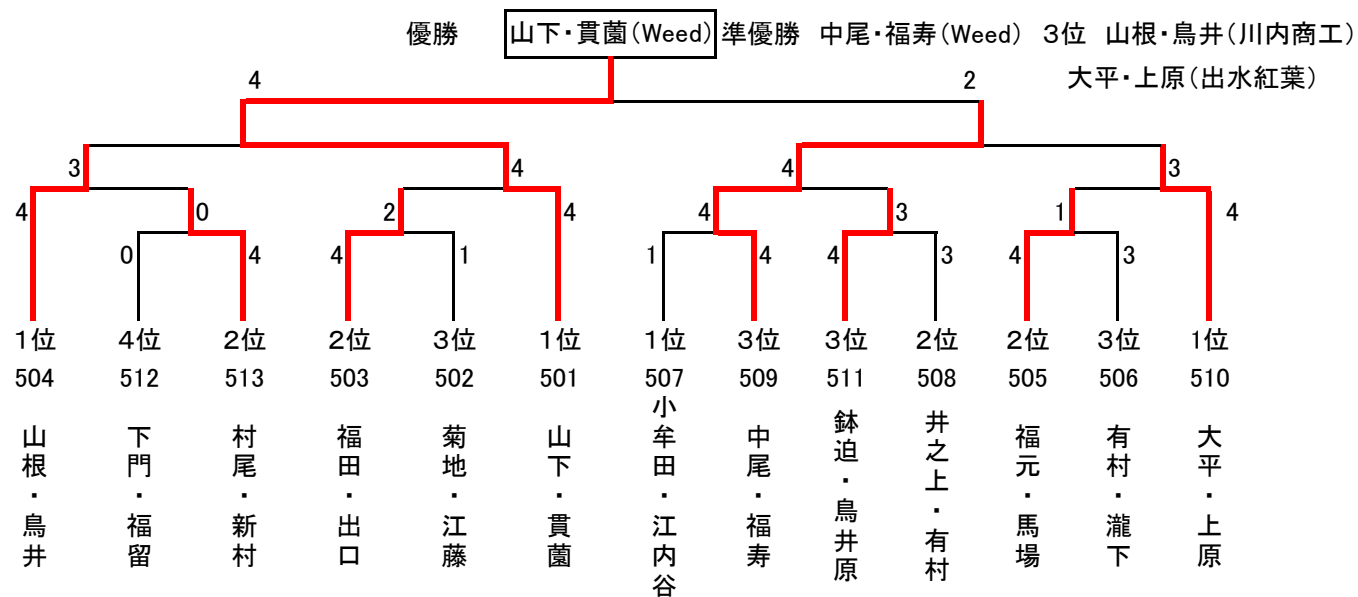 優勝 山下・貫薗(Weed) 準優勝 中尾・福寿(Weed) 3位 山根・鳥井(川内商工)
大平・上原(出水紅葉)
4 2
3 4 4 3
4 0 2 4 4 3 1 4
0 4 4 1 1 4 4 3 4 3
1位 4位 2位 2位 3位 1位 1位 3位 3位 2位 2位 3位 1位
504 512 513 503 502 501 507 509 511 508 505 506 510
山根・鳥井
下門・福留
村尾・新村
福田・出口
菊地・江藤
山下・貫薗
小牟田・江内谷
中尾・福寿
鉢迫・鳥井原
井之上・有村
福元・馬場
有村・瀧下
大平・上原